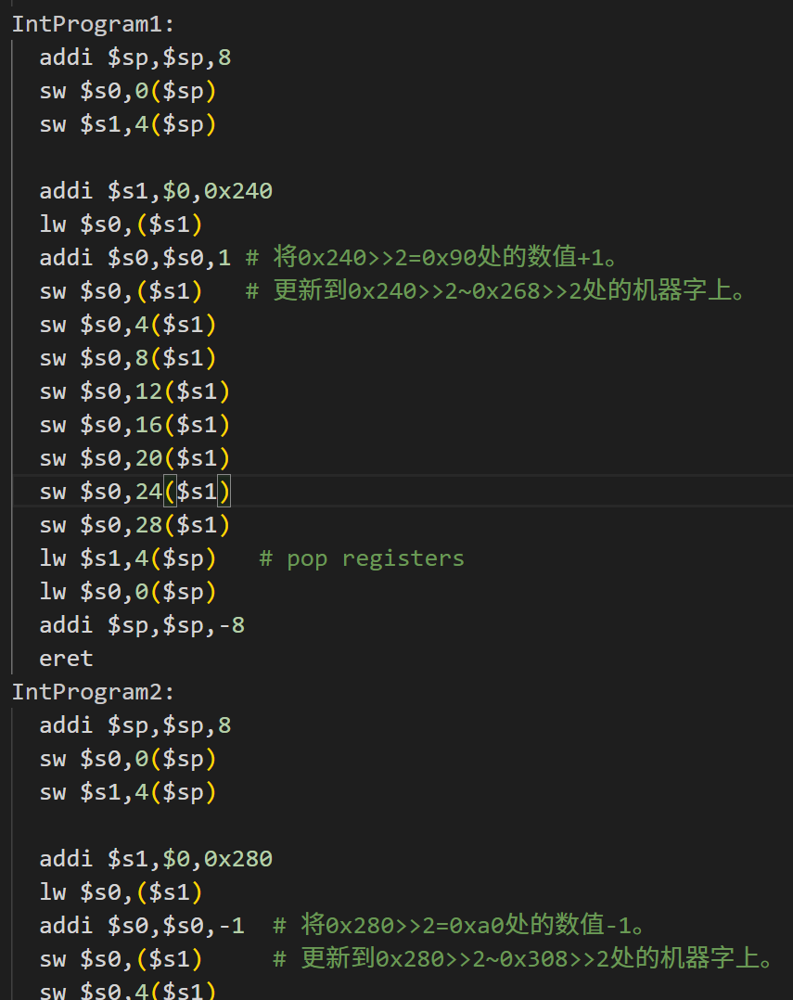 IntProgram1:
addi $sp,$sp,8
sw $s0,0($sp)
sw $s1,4($sp)
addi $s1,$0,0x240
lw $s0,($s1)
addi $s0,$s0,1 # 将0x240>>2=0x90处的数值+1。
sw $s0,($s1) # 更新到0x240>>2~0x268>>2处的机器字上。
sw $s0,4($s1)
sw $s0,8($s1)
sw $s0,12($s1)
sw $s0,16($s1)
sw $s0,20($s1)
sw $s0,24($s1)
sw $s0,28($s1)
lw $s1,4($sp) # pop registers
lw $s0,0($sp)
addi $sp,$sp,-8
eret
IntProgram2:
addi $sp,$sp,8
sw $s0,0($sp)
sw $s1,4($sp)
addi $s1,$0,0x280
lw $s0,($s1)
addi $s0,$s0,-1 # 将0x280>>2=0xa0处的数值-1。
sw $s0,($s1) # 更新到0x280>>2~0x308>>2处的机器字上。
sw $s0,4($s1)